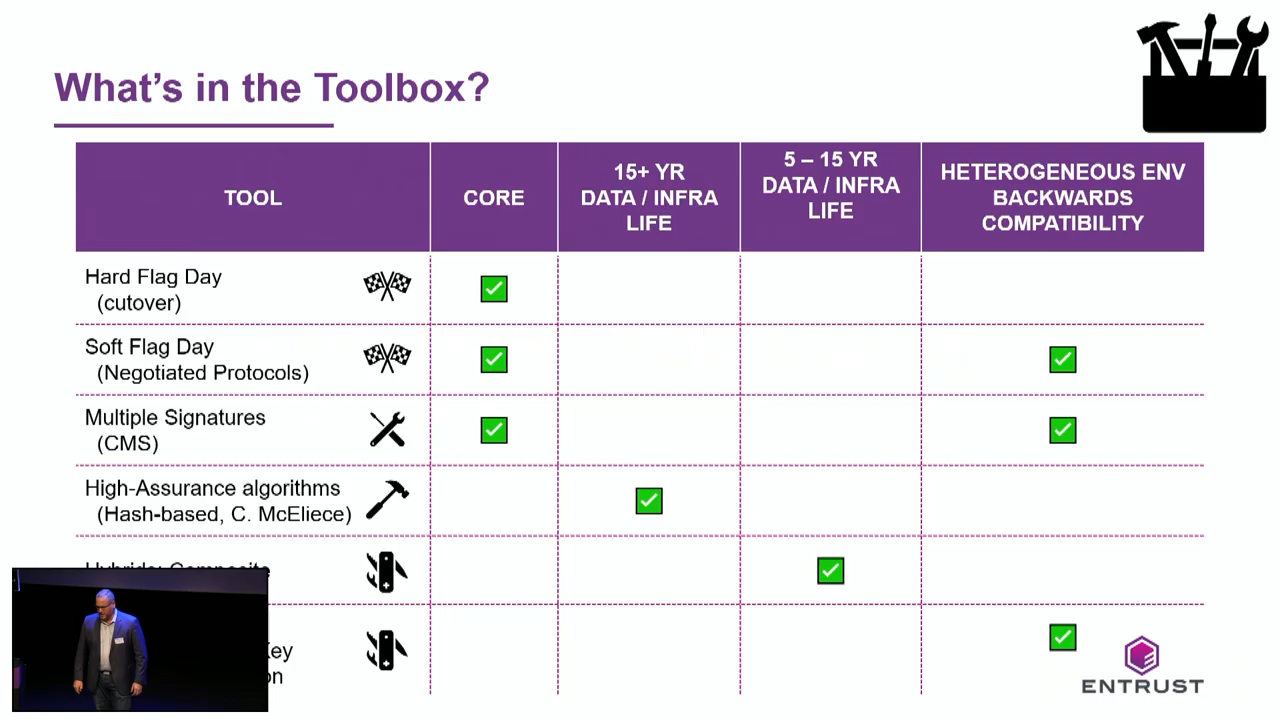 What's in the Toolbox?
TOOL
CORE
15+ YR
DATA / INFRA
LIFE
5 – 15 YR
DATA / INFRA
LIFE
HETEROGENEOUS ENV
BACKWARDS
COMPATIBILITY
Hard Flag Day
(cutover)
Soft Flag Day
(Negotiated Protocols)
Multiple Signatures
(CMS)
High-Assurance algorithms
(Hash-based, C. McEliece)
Hybrids: Composite
ENTRUST